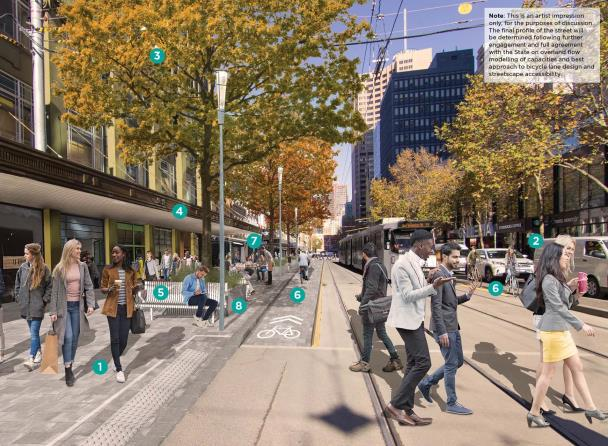 Note: This is an artist impression
only, for the purposes of discussion.
The final profile of the street will
be determined following further
engagement and full agreement
with the State on overland flow
modelling of capacities and best
approach to bicycle lane design and
streetscape accessibility.
3
4
7
2
5
6
6
8
1